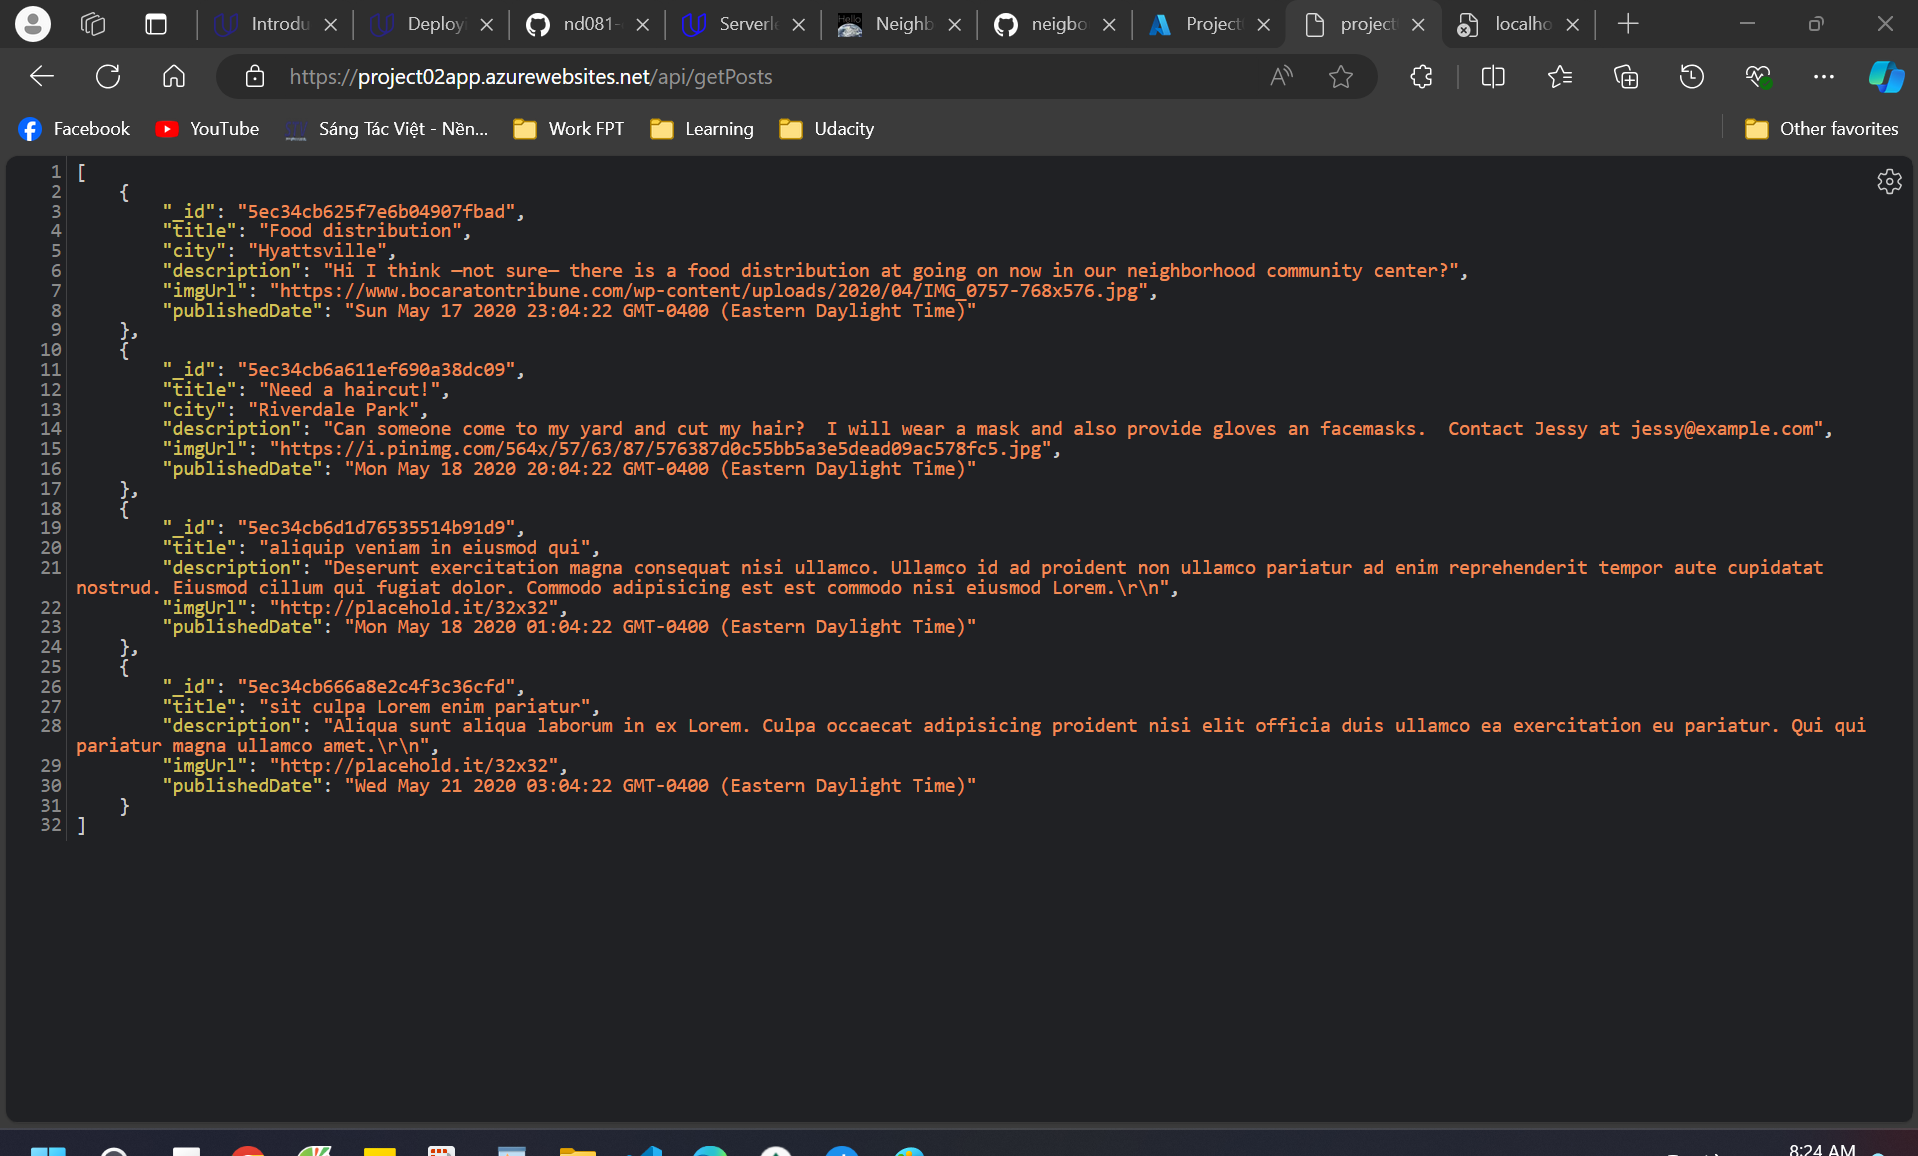 Introdu
Deployi
nd081-
Serverle
Neighb
neigbo
Project
project
localho
https://project02app.azurewebsites.net/api/getPosts
Facebook
YouTube
Sáng Tác Việt - Nền...
Work FPT
Learning
Udacity
Other favorites
1 [
2 {
3 "_id": "5ec34cb625f7e6b04907fbad",
4 "title": "Food distribution",
5 "city": "Hyattsville",
6 "description": "Hi I think —not sure— there is a food distribution at going on now in our neighborhood community center?",
7 "imgUrl": "https://www.bocaratontribune.com/wp-content/uploads/2020/04/IMG_0757-768x576.jpg",
8 "publishedDate": "Sun May 17 2020 23:04:22 GMT-0400 (Eastern Daylight Time)"
9 },
10 {
11 "_id": "5ec34cb6a611ef690a38dc09",
12 "title": "Need a haircut!",
13 "city": "Riverdale Park",
14 "description": "Can someone come to my yard and cut my hair?  I will wear a mask and also provide gloves an facemasks.  Contact Jessy at jessy@example.com",
15 "imgUrl": "https://i.pinimg.com/564x/57/63/87/576387d0c55bb5a3e5dead09ac578fc5.jpg",
16 "publishedDate": "Mon May 18 2020 20:04:22 GMT-0400 (Eastern Daylight Time)"
17 },
18 {
19 "_id": "5ec34cb6d1d76535514b91d9",
20 "title": "aliquip veniam in eiusmod qui",
21 "description": "Deserunt exercitation magna consequat nisi ullamco. Ullamco id ad proident non ullamco pariatur ad enim reprehenderit tempor aute cupidatat
nostrud. Eiusmod cillum qui fugiat dolor. Commodo adipisicing est est commodo nisi eiusmod Lorem.\r\n",
22 "imgUrl": "http://placehold.it/32x32",
23 "publishedDate": "Mon May 18 2020 01:04:22 GMT-0400 (Eastern Daylight Time)"
24 },
25 {
26 "_id": "5ec34cb666a8e2c4f3c36cfd",
27 "title": "sit culpa Lorem enim pariatur",
28 "description": "Aliqua sunt aliqua laborum in ex Lorem. Culpa occaecat adipisicing proident nisi elit officia duis ullamco ea exercitation eu pariatur. Qui qui
pariatur magna ullamco amet.\r\n",
29 "imgUrl": "http://placehold.it/32x32",
30 "publishedDate": "Wed May 21 2020 03:04:22 GMT-0400 (Eastern Daylight Time)"
31 }
32 ]
8:24 AM